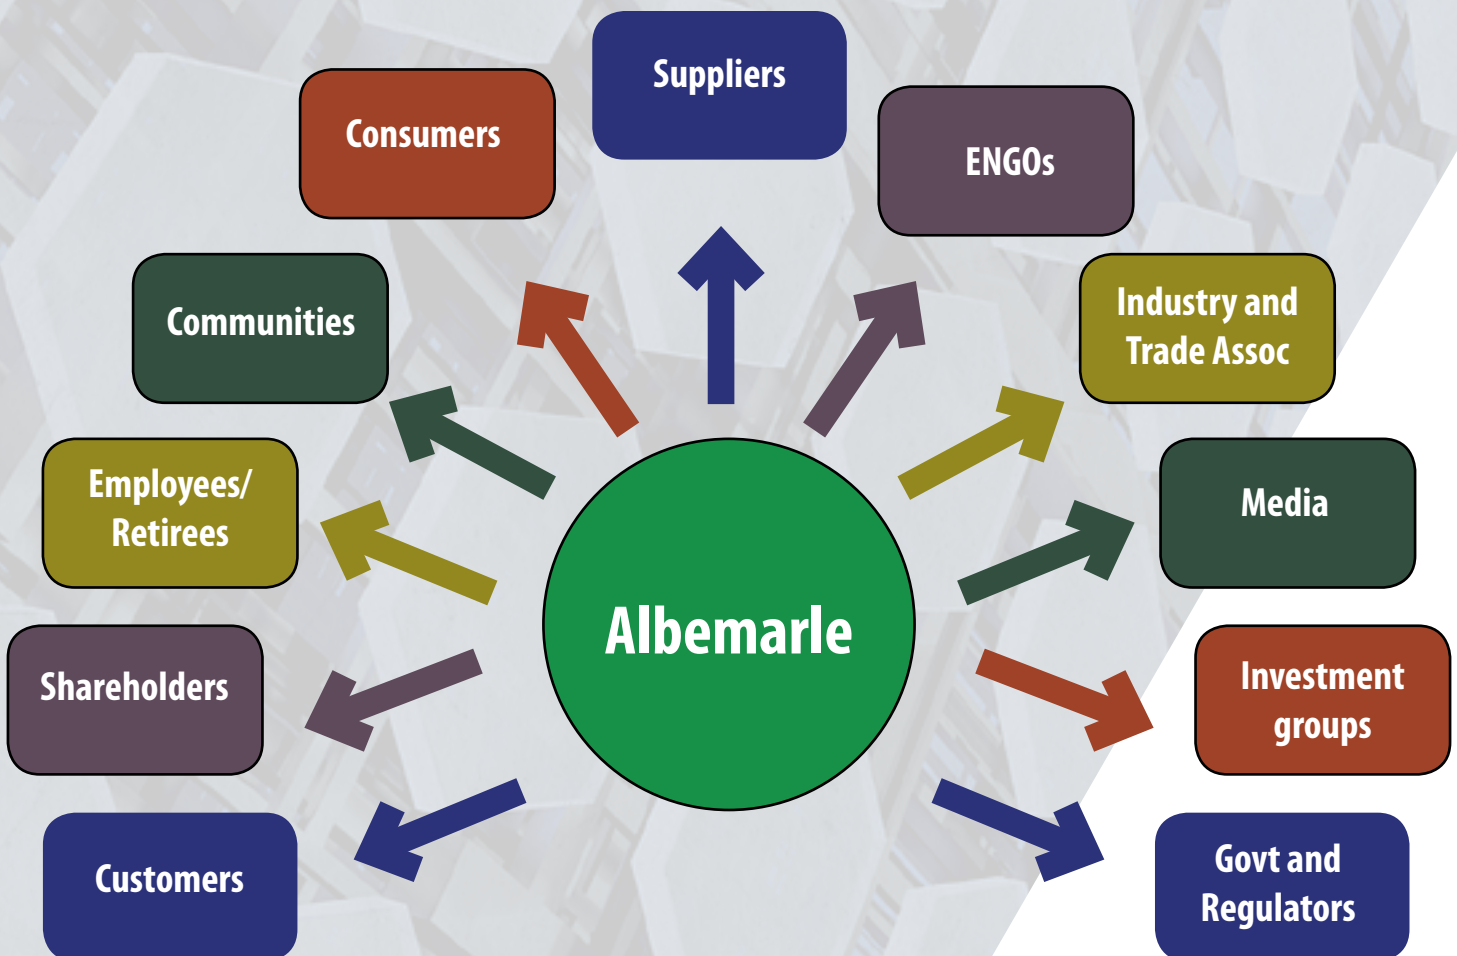 Suppliers
Consumers
ENGOs
Communities
Industry and
Trade Assoc
Employees/
Retirees
Media
Albemarle
Shareholders
Investment
groups
Customers
Govt and
Regulators